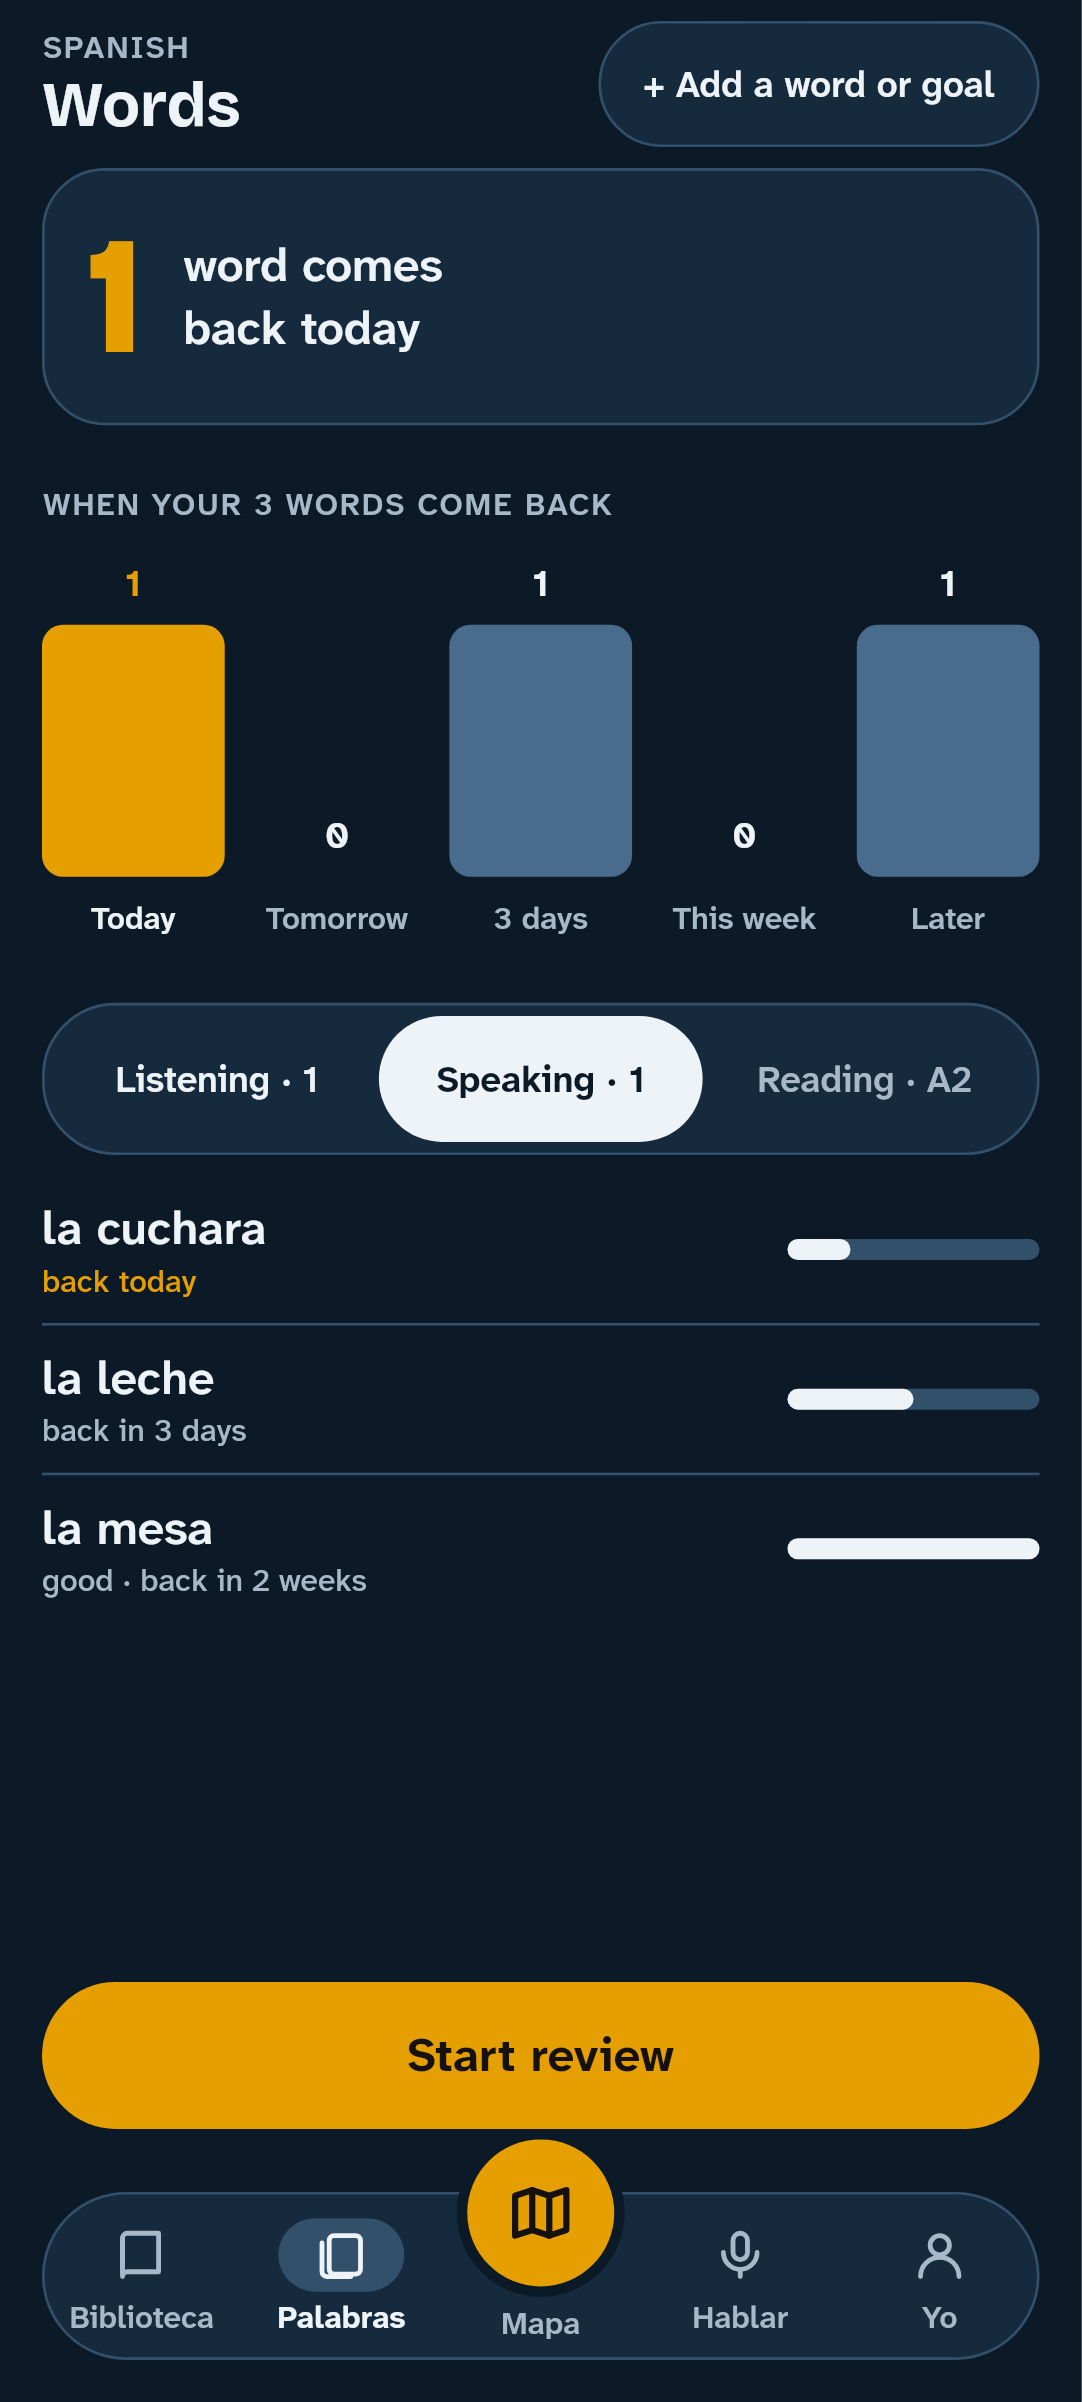 SPANISH
Words
+ Add a word or goal
1
word comes
back today
WHEN YOUR 3 WORDS COME BACK
1
0
1
0
1
Today
Tomorrow
3 days
This week
Later
Listening · 1
Speaking · 1
Reading · A2
la cuchara
back today
la leche
back in 3 days
la mesa
good · back in 2 weeks
Start review
Biblioteca
Palabras
Mapa
Hablar
Yo